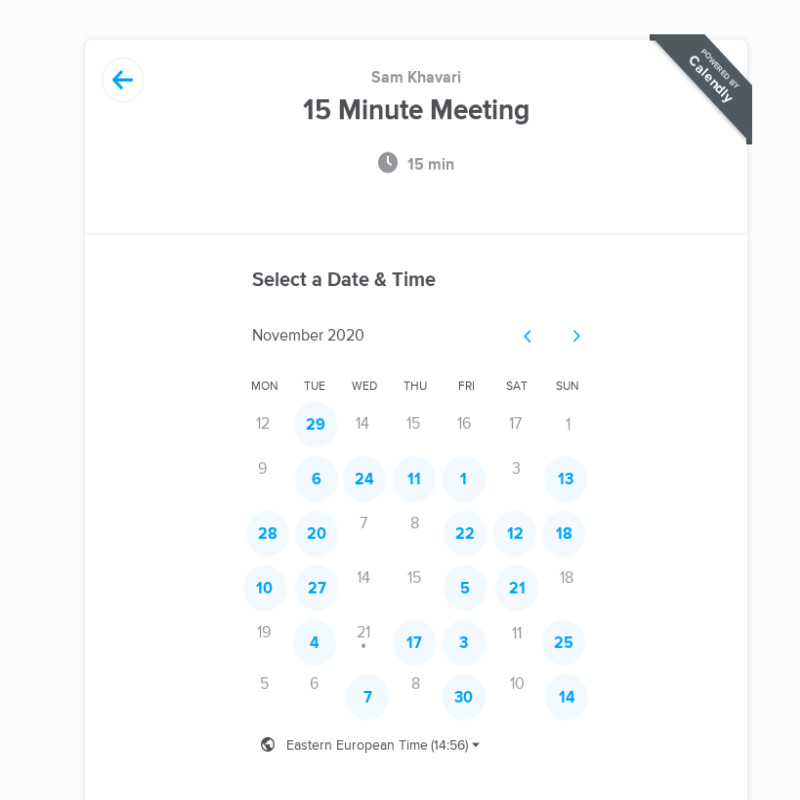 POWERED BY
Calendly
Sam Khavari
15 Minute Meeting
15 min
Select a Date & Time
November 2020
MON TUE WED THU FRI SAT SUN
12 29 14 15 16 17 1
9 6 24 11 1 3 13
28 20 7 8 22 12 18
10 27 14 15 5 21 18
19 4 21 17 3 11 25
5 6 7 8 30 10 14
Eastern European Time (14:56)